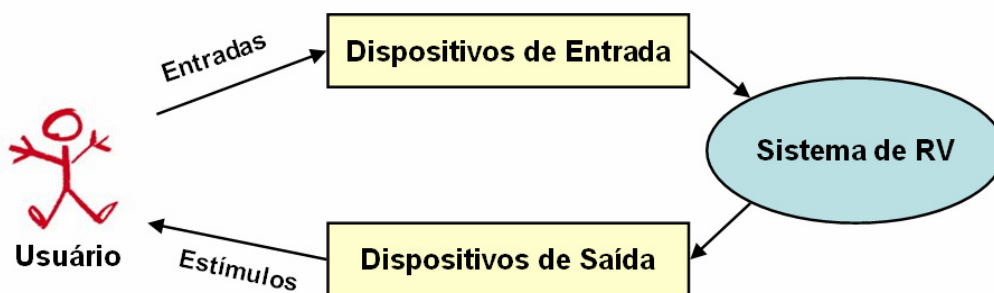 Entradas
Dispositivos de Entrada
Sistema de RV
Usuário
Estímulos
Dispositivos de Saída